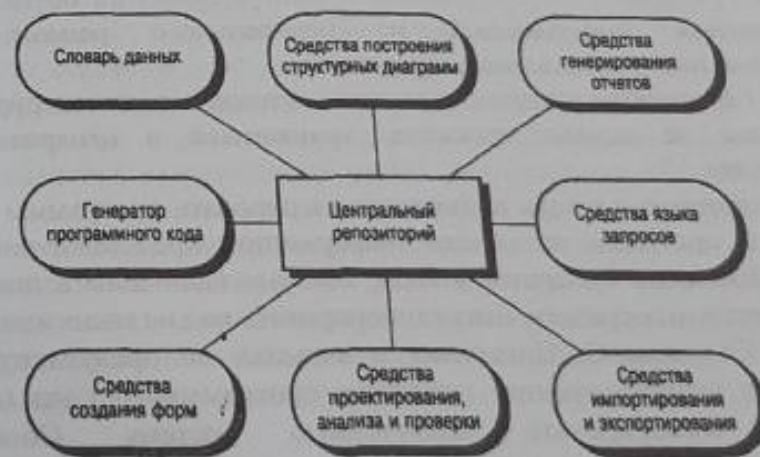 Словарь данных
Средства построения
структурных диаграмм
Средства
генерирования
отчетов
Генератор
программного кода
Центральный
репозиторий
Средства языка
запросов
Средства
создания форм
Средства
проектирования,
анализа и проверки
Средства
импортирования
и экспортирования